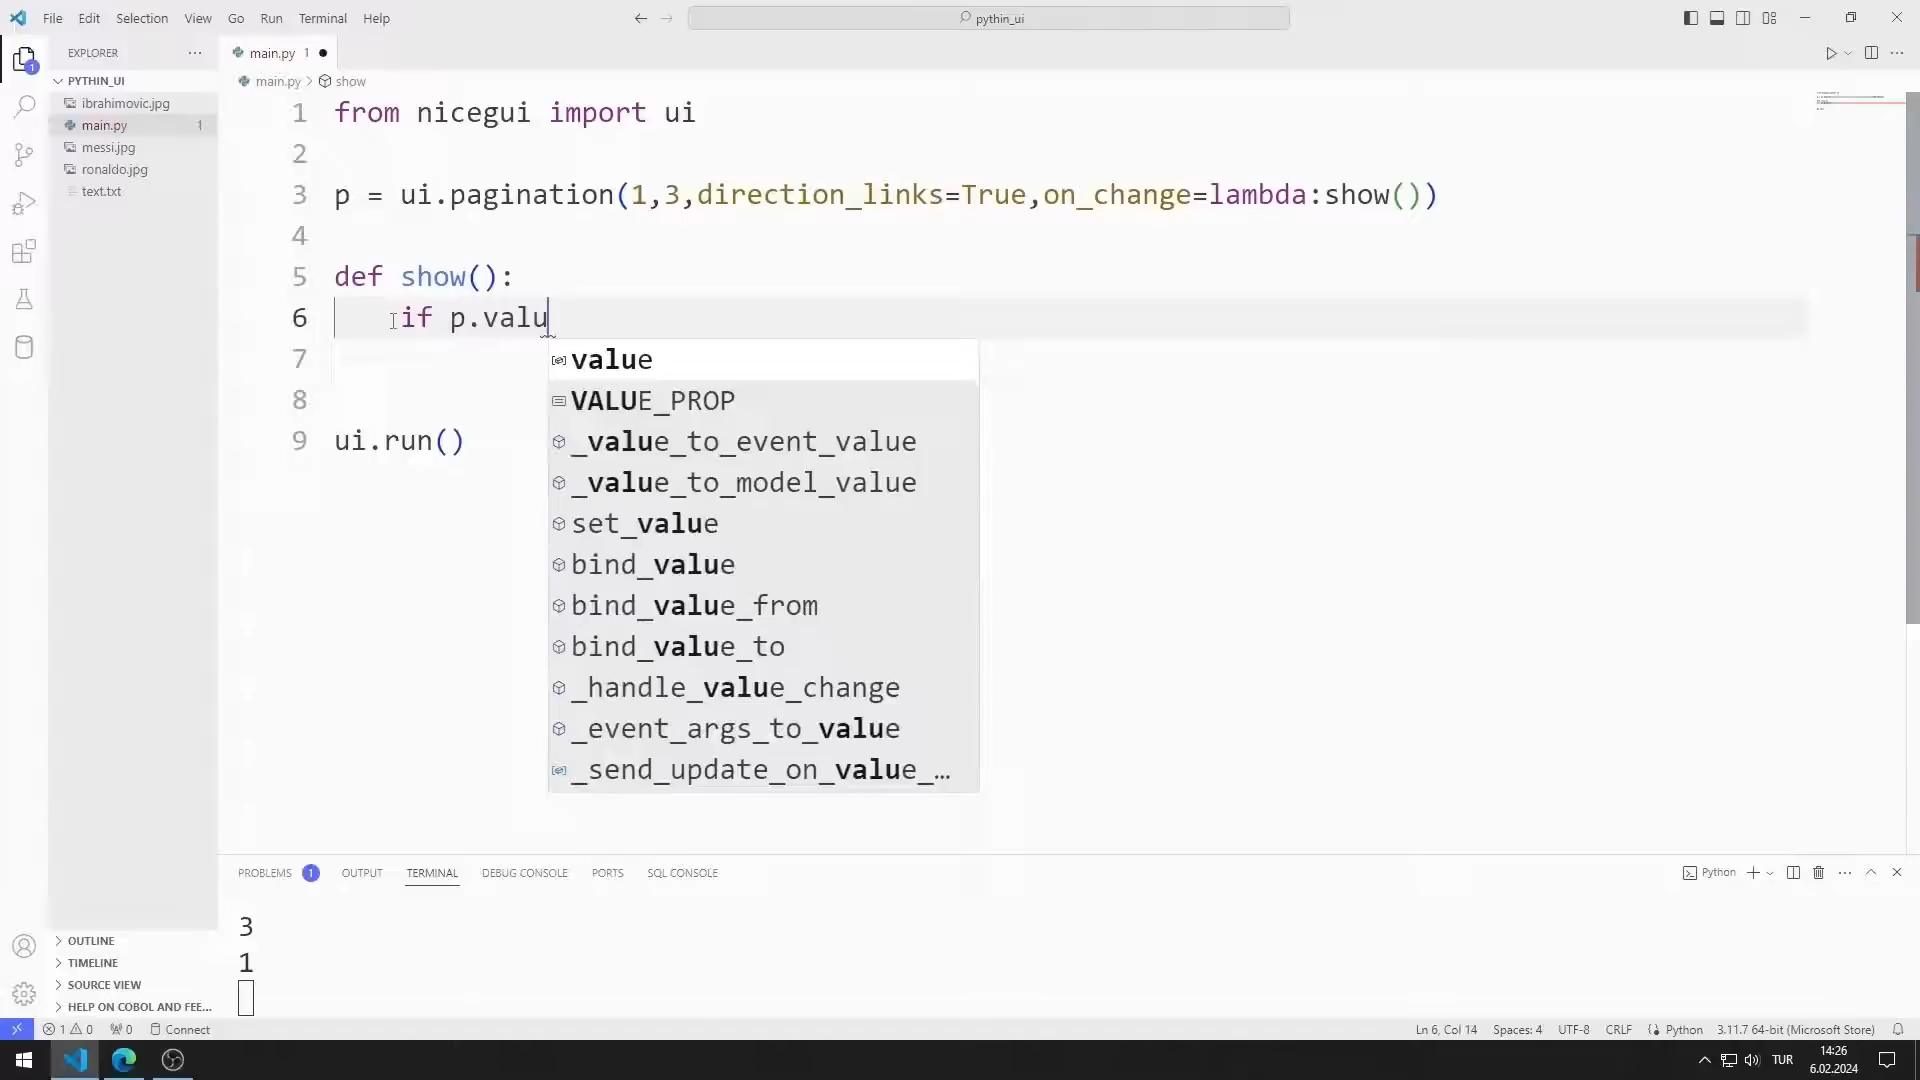 File Edit Selection View Go Run Terminal Help
pythin_ui
EXPLORER
main.py 1
PYTHIN_UI
main.py > show
ibrahimovic.jpg
main.py 1
messi.jpg
ronaldo.jpg
text.txt
1 from nicegui import ui
2
3 p = ui.pagination(1,3,direction_links=True,on_change=lambda:show())
4
5 def show():
6 if p.valu
7
8
9 ui.run()
value
VALUE_PROP
_value_to_event_value
_value_to_model_value
set_value
bind_value
bind_value_from
bind_value_to
_handle_value_change
_event_args_to_value
_send_update_on_value_…
PROBLEMS 1 OUTPUT TERMINAL DEBUG CONSOLE PORTS SQL CONSOLE
Python
3
1
OUTLINE
TIMELINE
SOURCE VIEW
HELP ON COBOL AND FEE...
1 0 0 Connect
Ln 6, Col 14 Spaces: 4 UTF-8 CRLF Python 3.11.7 64-bit (Microsoft Store)
TUR
14:26
6.02.2024